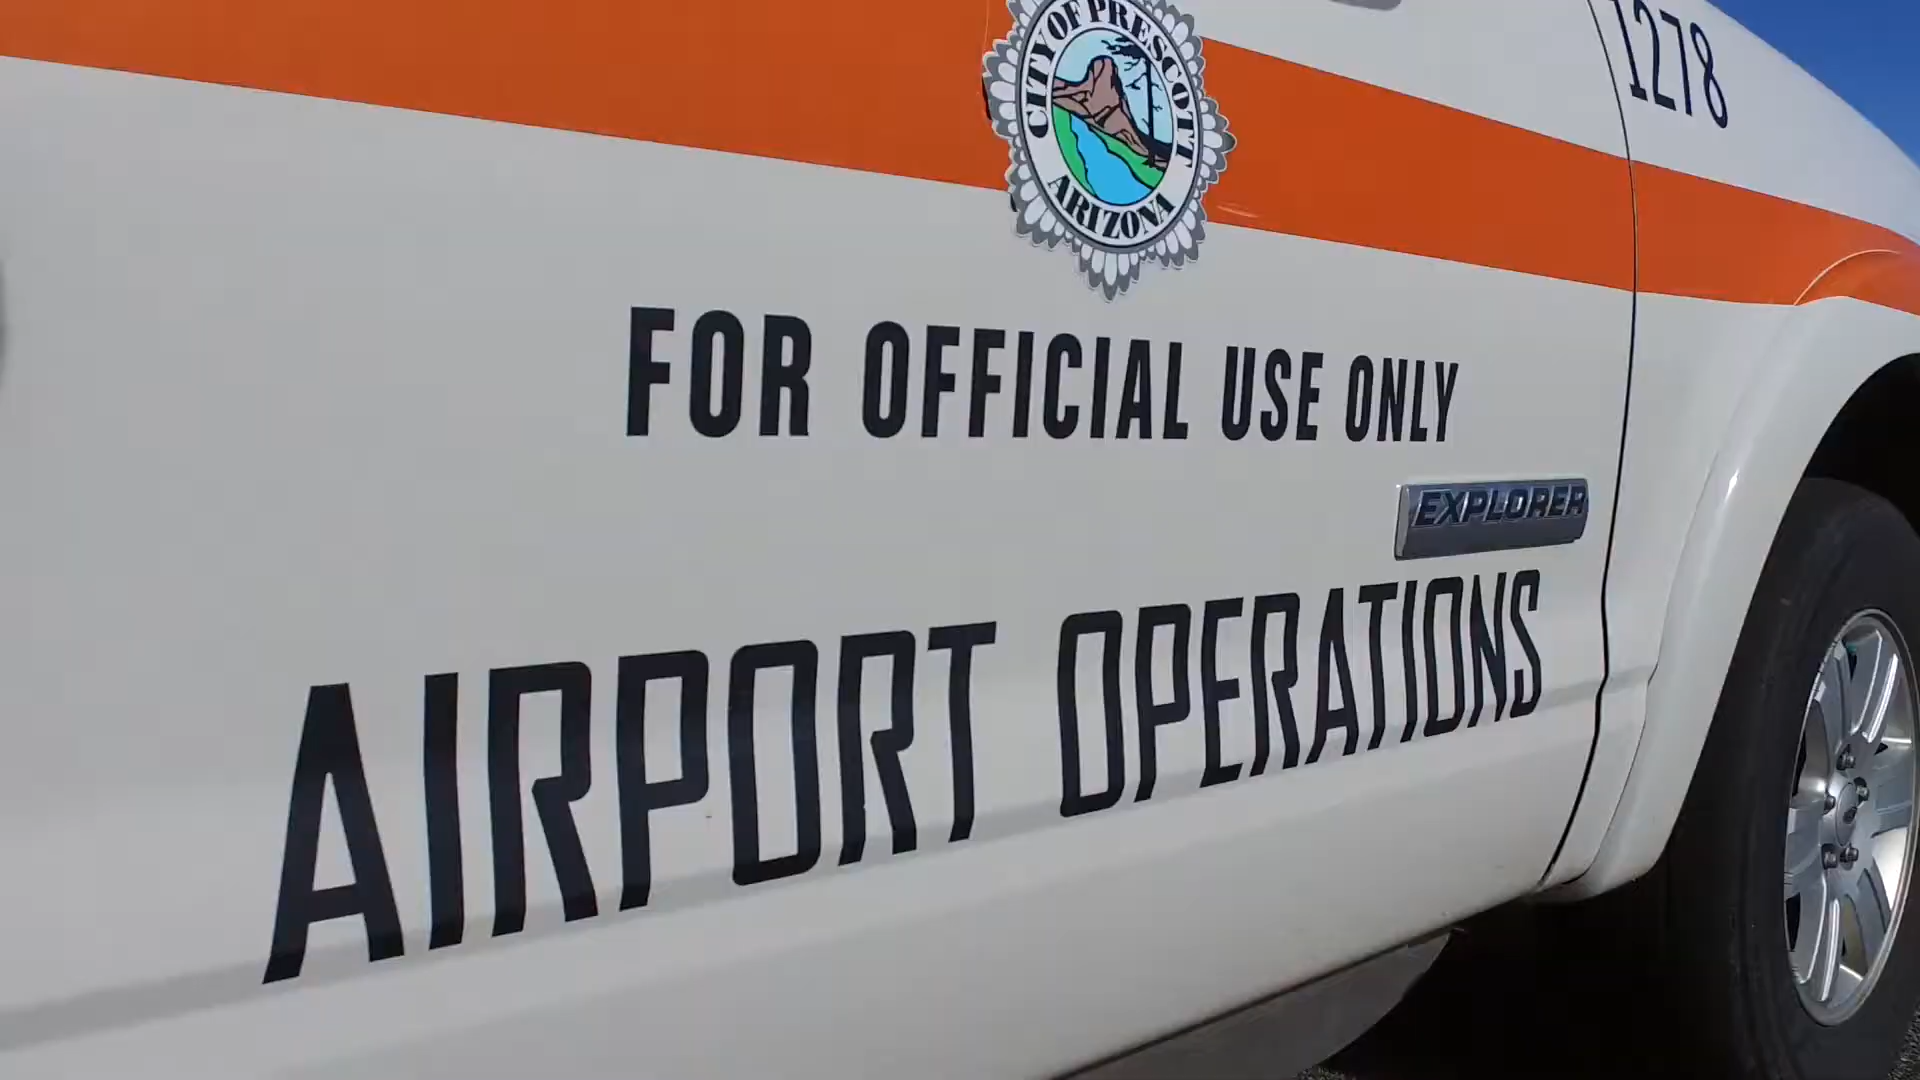 CITY OF PRESCOTT
ARIZONA
1278
FOR OFFICIAL USE ONLY
EXPLORER
AIRPORT OPERATIONS